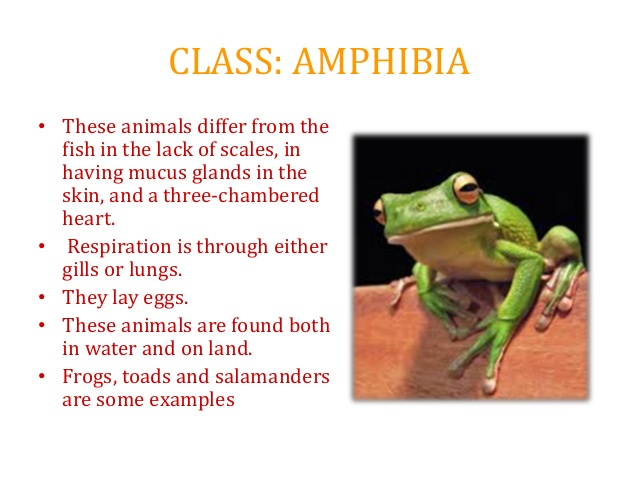 CLASS: AMPHIBIA
• These animals differ from the
fish in the lack of scales, in
having mucus glands in the
skin, and a three-chambered
heart.
• Respiration is through either
gills or lungs.
• They lay eggs.
• These animals are found both
in water and on land.
• Frogs, toads and salamanders
are some examples